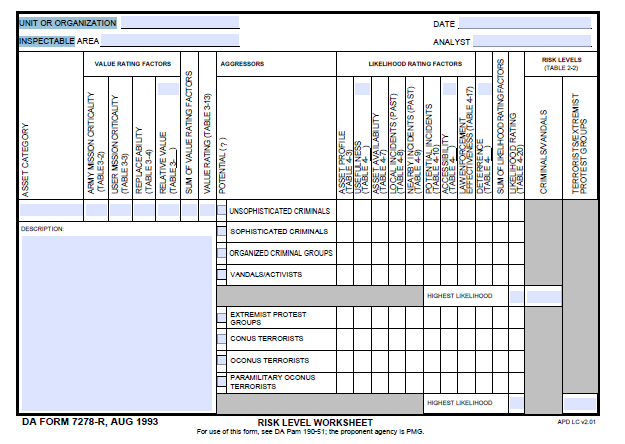 UNIT OR ORGANIZATION
DATE
INSPECTABLE AREA
ANALYST
ASSET CATEGORY
VALUE RATING FACTORS
ARMY MISSION CRITICALITY (TABLE 3-2)
USER MISSION CRITICALITY (TABLE 3-3)
REPLACEABILITY (TABLE 3-4)
RELATIVE VALUE (TABLE 3-__)
SUM OF VALUE RATING FACTORS
VALUE RATING (TABLE 3-13)
AGGRESSORS
POTENTIAL (?)
LIKELIHOOD RATING FACTORS
ASSET PROFILE (TABLE 4-3)
USEFULNESS (TABLE 4-__)
ASSET AVAILABILITY (TABLE 4-7)
LOCAL INCIDENTS (PAST) (TABLE 4-8)
NEARBY INCIDENTS (PAST) (TABLE 4-9)
POTENTIAL INCIDENTS (TABLE 4-10)
ACCESSIBILITY (TABLE 4-__)
LAW ENFORCEMENT EFFECTIVENESS (TABLE 4-17)
DETERRENCE (TABLE 4-__)
SUM OF LIKELIHOOD RATING FACTORS
LIKELIHOOD RATING (TABLE 4-20)
RISK LEVELS
(TABLE 2-2)
CRIMINALS/VANDALS
TERRORISTS/EXTREMIST PROTEST GROUPS
UNSOPHISTICATED CRIMINALS
DESCRIPTION:
SOPHISTICATED CRIMINALS
ORGANIZED CRIMINAL GROUPS
VANDALS/ACTIVISTS
HIGHEST LIKELIHOOD
EXTREMIST PROTEST
GROUPS
CONUS TERRORISTS
OCONUS TERRORISTS
PARAMILITARY OCONUS
TERRORISTS
HIGHEST LIKELIHOOD
DA FORM 7278-R, AUG 1993
RISK LEVEL WORKSHEET
APD LC v2.01
For use of this form, see DA Pam 190-51; the proponent agency is PMG.